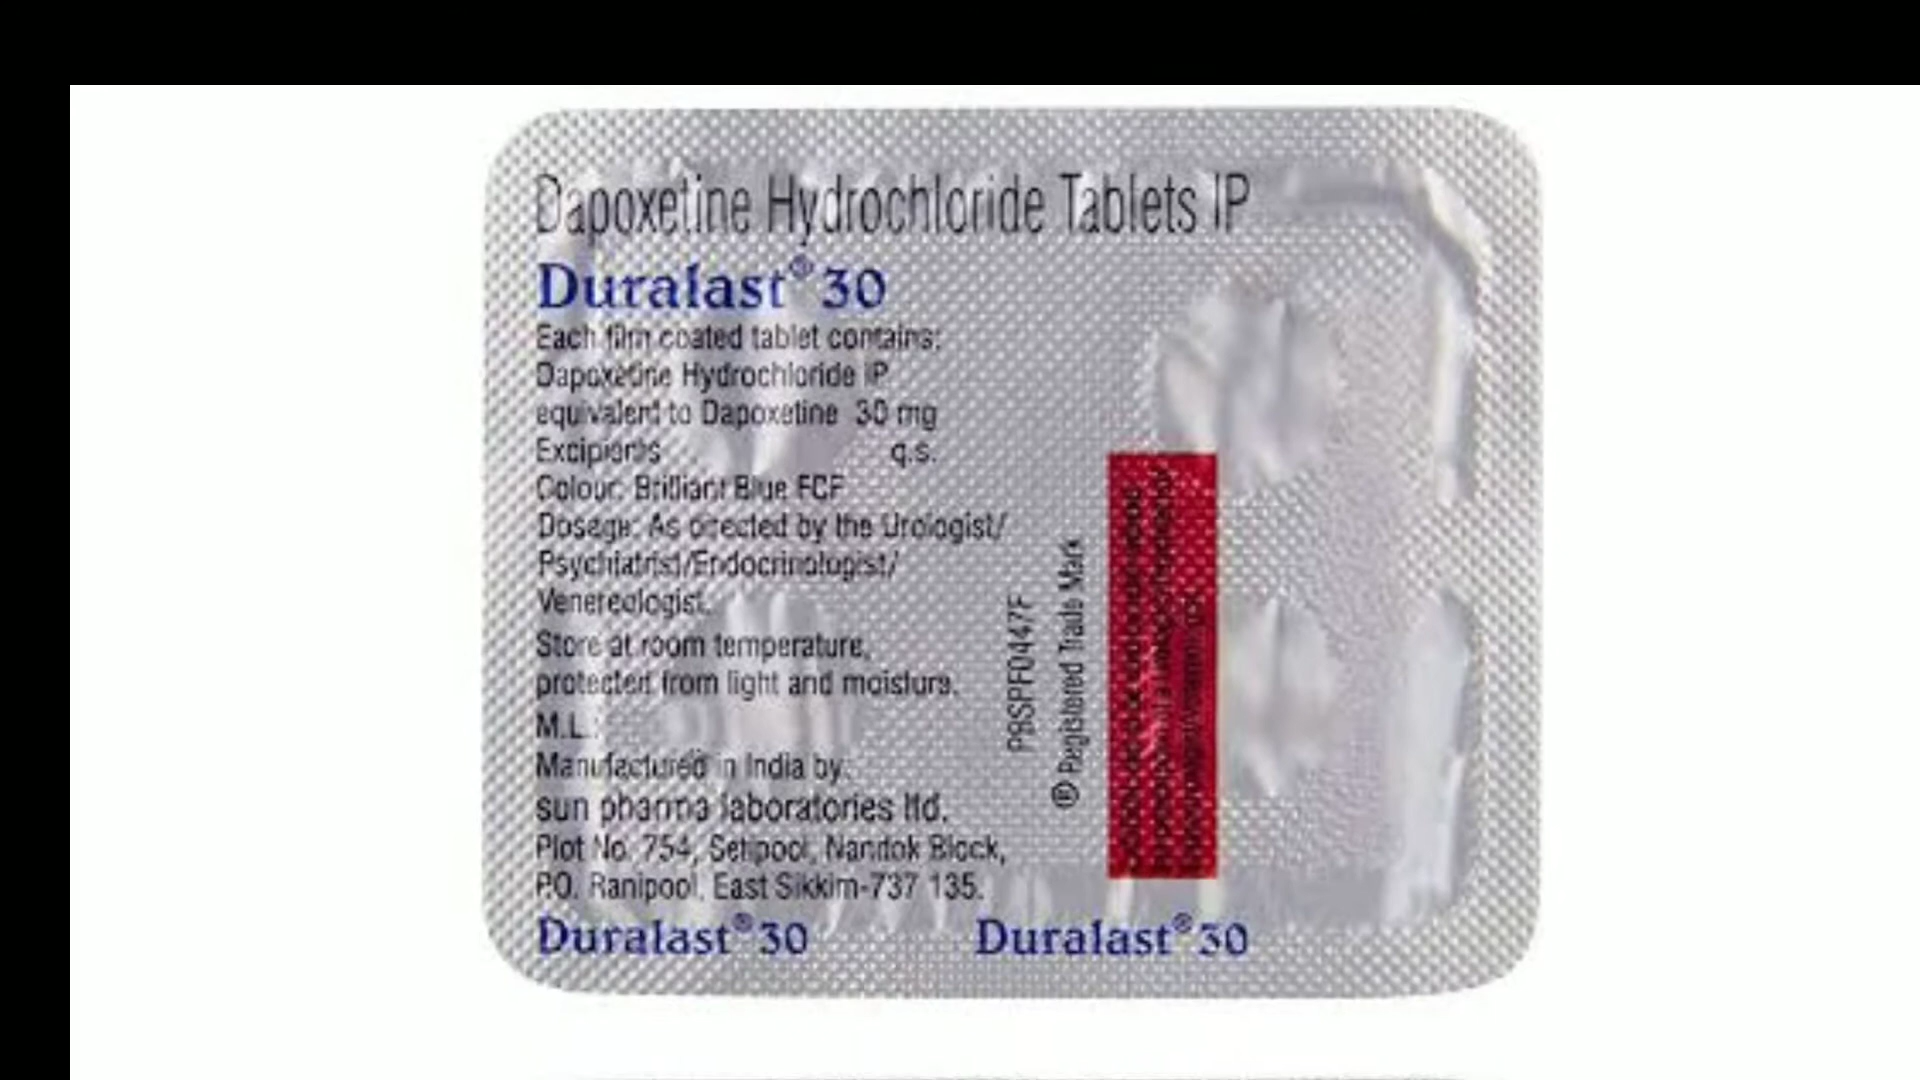 Dapoxetine Hydrochloride Tablets IP
Duralast® 30
Each film coated tablet contains:
Dapoxetine Hydrochloride IP
equivalent to Dapoxetine 30 mg
Excipients q.s.
Colour: Brilliant Blue FCF
Dosage: As directed by the Urologist/
Psychiatrist/Endocrinologist/
Venereologist.
Store at room temperature,
protected from light and moisture.
M.L.:
Manufactured in India by:
sun pharma laboratories ltd.
Plot No. 754, Setipool, Nandok Block,
P.O. Ranipool, East Sikkim-737 135.
Duralast® 30 Duralast® 30
® Registered Trade Mark